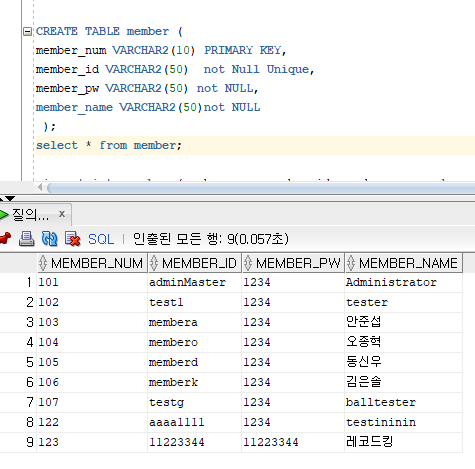 CREATE TABLE member (
member_num VARCHAR2(10) PRIMARY KEY,
member_id VARCHAR2(50)  not Null Unique,
member_pw VARCHAR2(50) not NULL,
member_name VARCHAR2(50)not NULL
);
select * from member;
질의... x
SQL | 인출된 모든 행: 9(0.057초)
MEMBER_NUM MEMBER_ID MEMBER_PW MEMBER_NAME
1 101 adminMaster 1234 Administrator
2 102 test1 1234 tester
3 103 membera 1234 안준섭
4 104 membero 1234 오종혁
5 105 memberd 1234 동신우
6 106 memberk 1234 김은솔
7 107 testg 1234 balltester
8 122 aaaa1111 1234 testininin
9 123 11223344 11223344 레코드킹